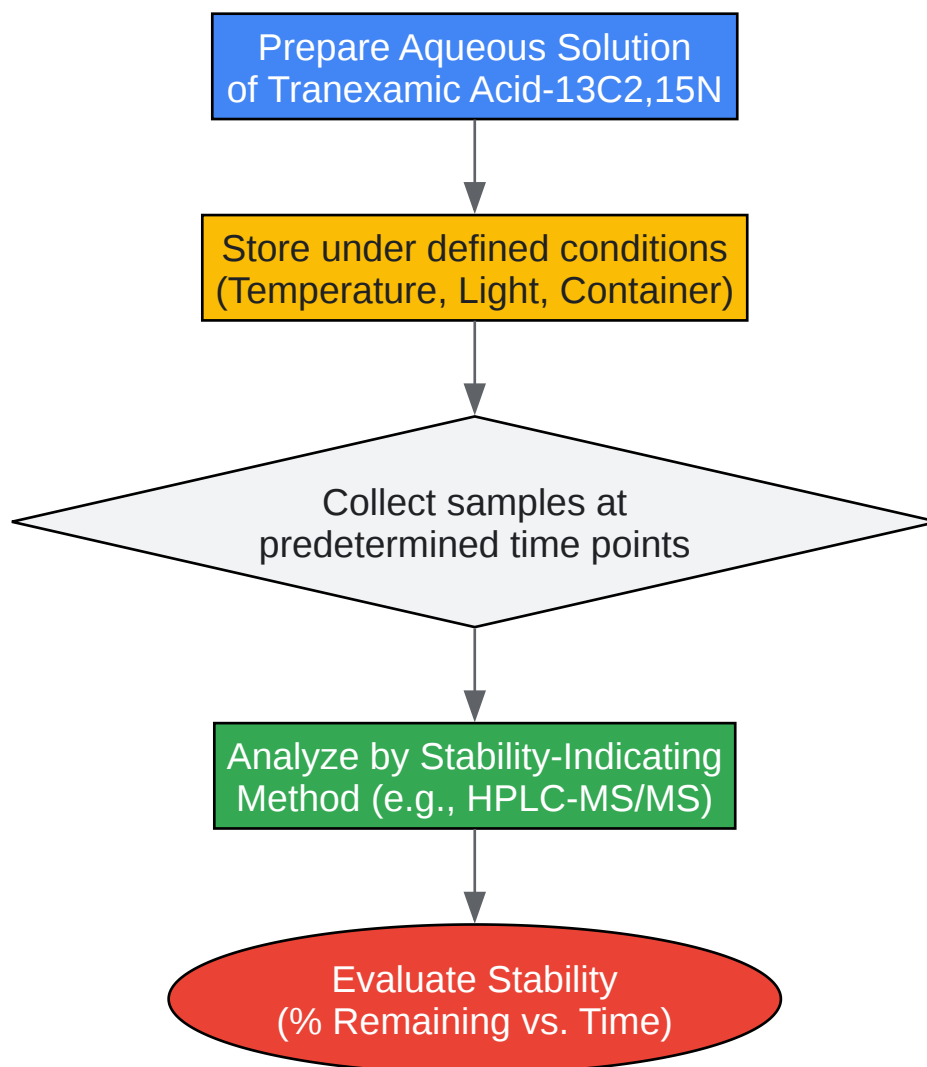 Prepare Aqueous Solution
of Tranexamic Acid-13C2,15N
Store under defined conditions
(Temperature, Light, Container)
Collect samples at
predetermined time points
Analyze by Stability-Indicating
Method (e.g., HPLC-MS/MS)
Evaluate Stability
(% Remaining vs. Time)